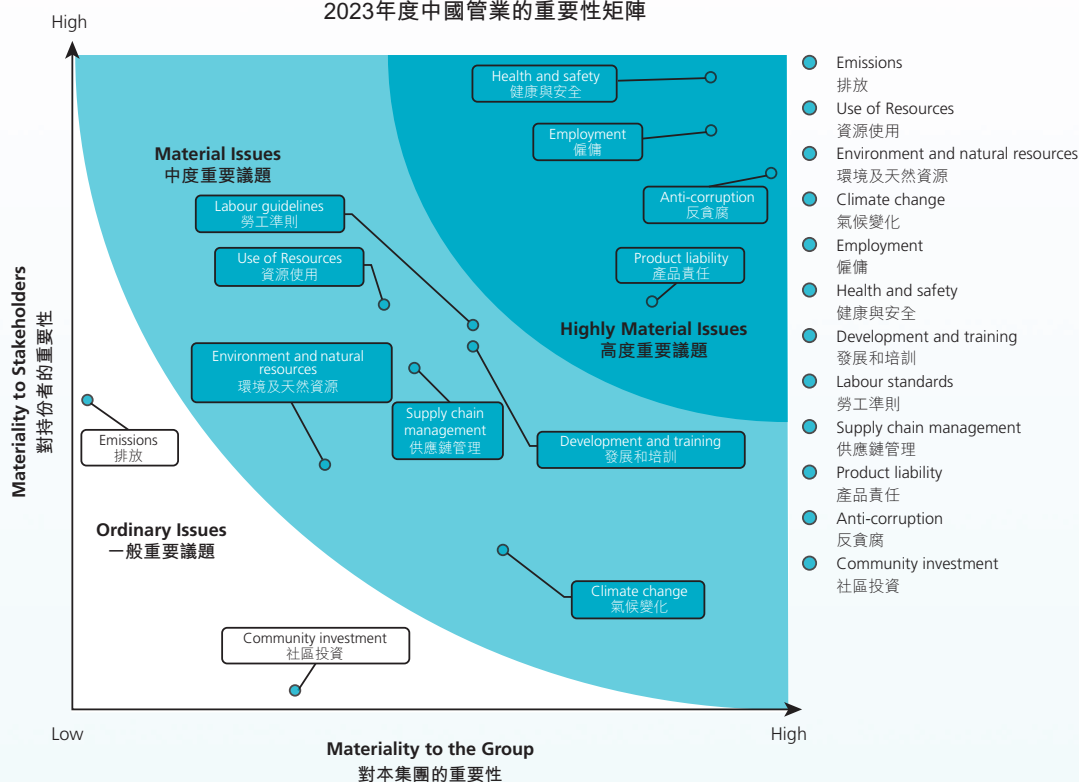 2023年度中國管業的重要性矩陣
High
Health and safety
健康與安全
Employment
僱傭
Material Issues
中度重要議題
Anti-corruption
反貪腐
Labour guidelines
勞工準則
Use of Resources
資源使用
Product liability
產品責任
Highly Material Issues
高度重要議題
Environment and natural
resources
環境及天然資源
Supply chain
management
供應鏈管理
Emissions
排放
Development and training
發展和培訓
Ordinary Issues
一般重要議題
Climate change
氣候變化
Community investment
社區投資
Materiality to Stakeholders
對持份者的重要性
Low
High
Materiality to the Group
對本集團的重要性
Emissions
排放
Use of Resources
資源使用
Environment and natural resources
環境及天然資源
Climate change
氣候變化
Employment
僱傭
Health and safety
健康與安全
Development and training
發展和培訓
Labour standards
勞工準則
Supply chain management
供應鏈管理
Product liability
產品責任
Anti-corruption
反貪腐
Community investment
社區投資